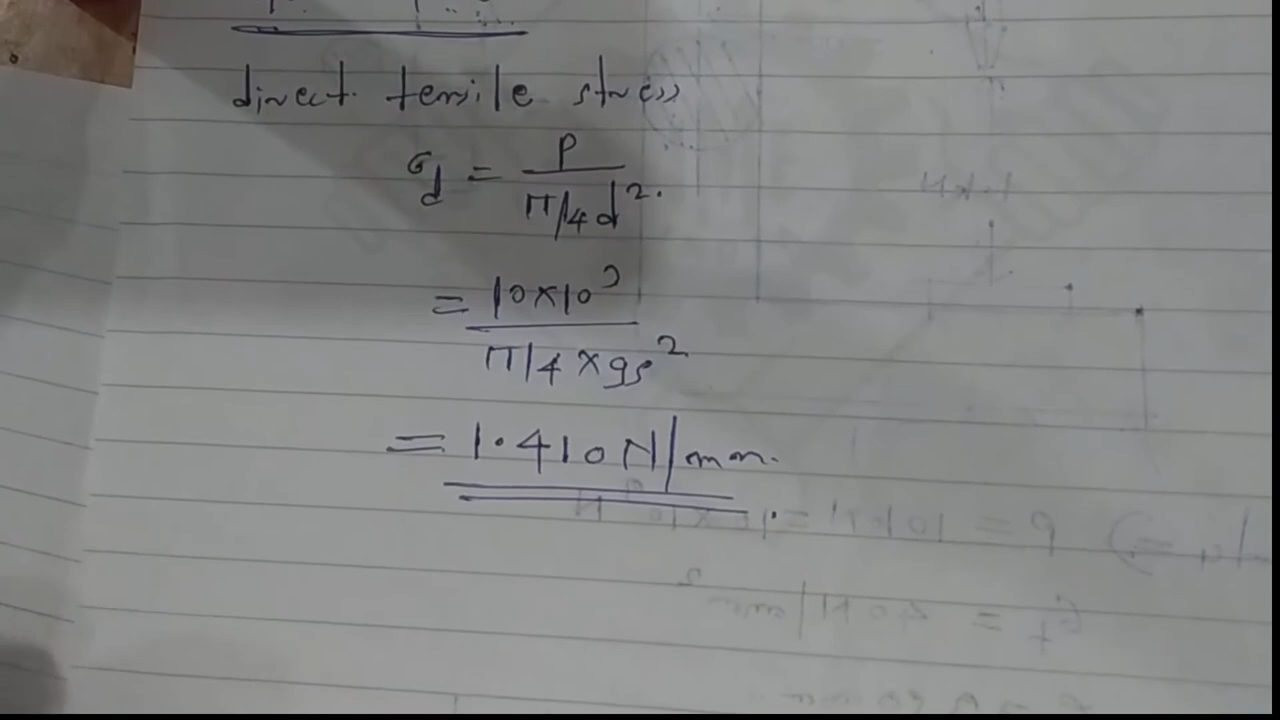 direct. tensile stress
σd = P
π/4 d².
= 10×10³
π/4 × 95²
= 1.410 N/mm.